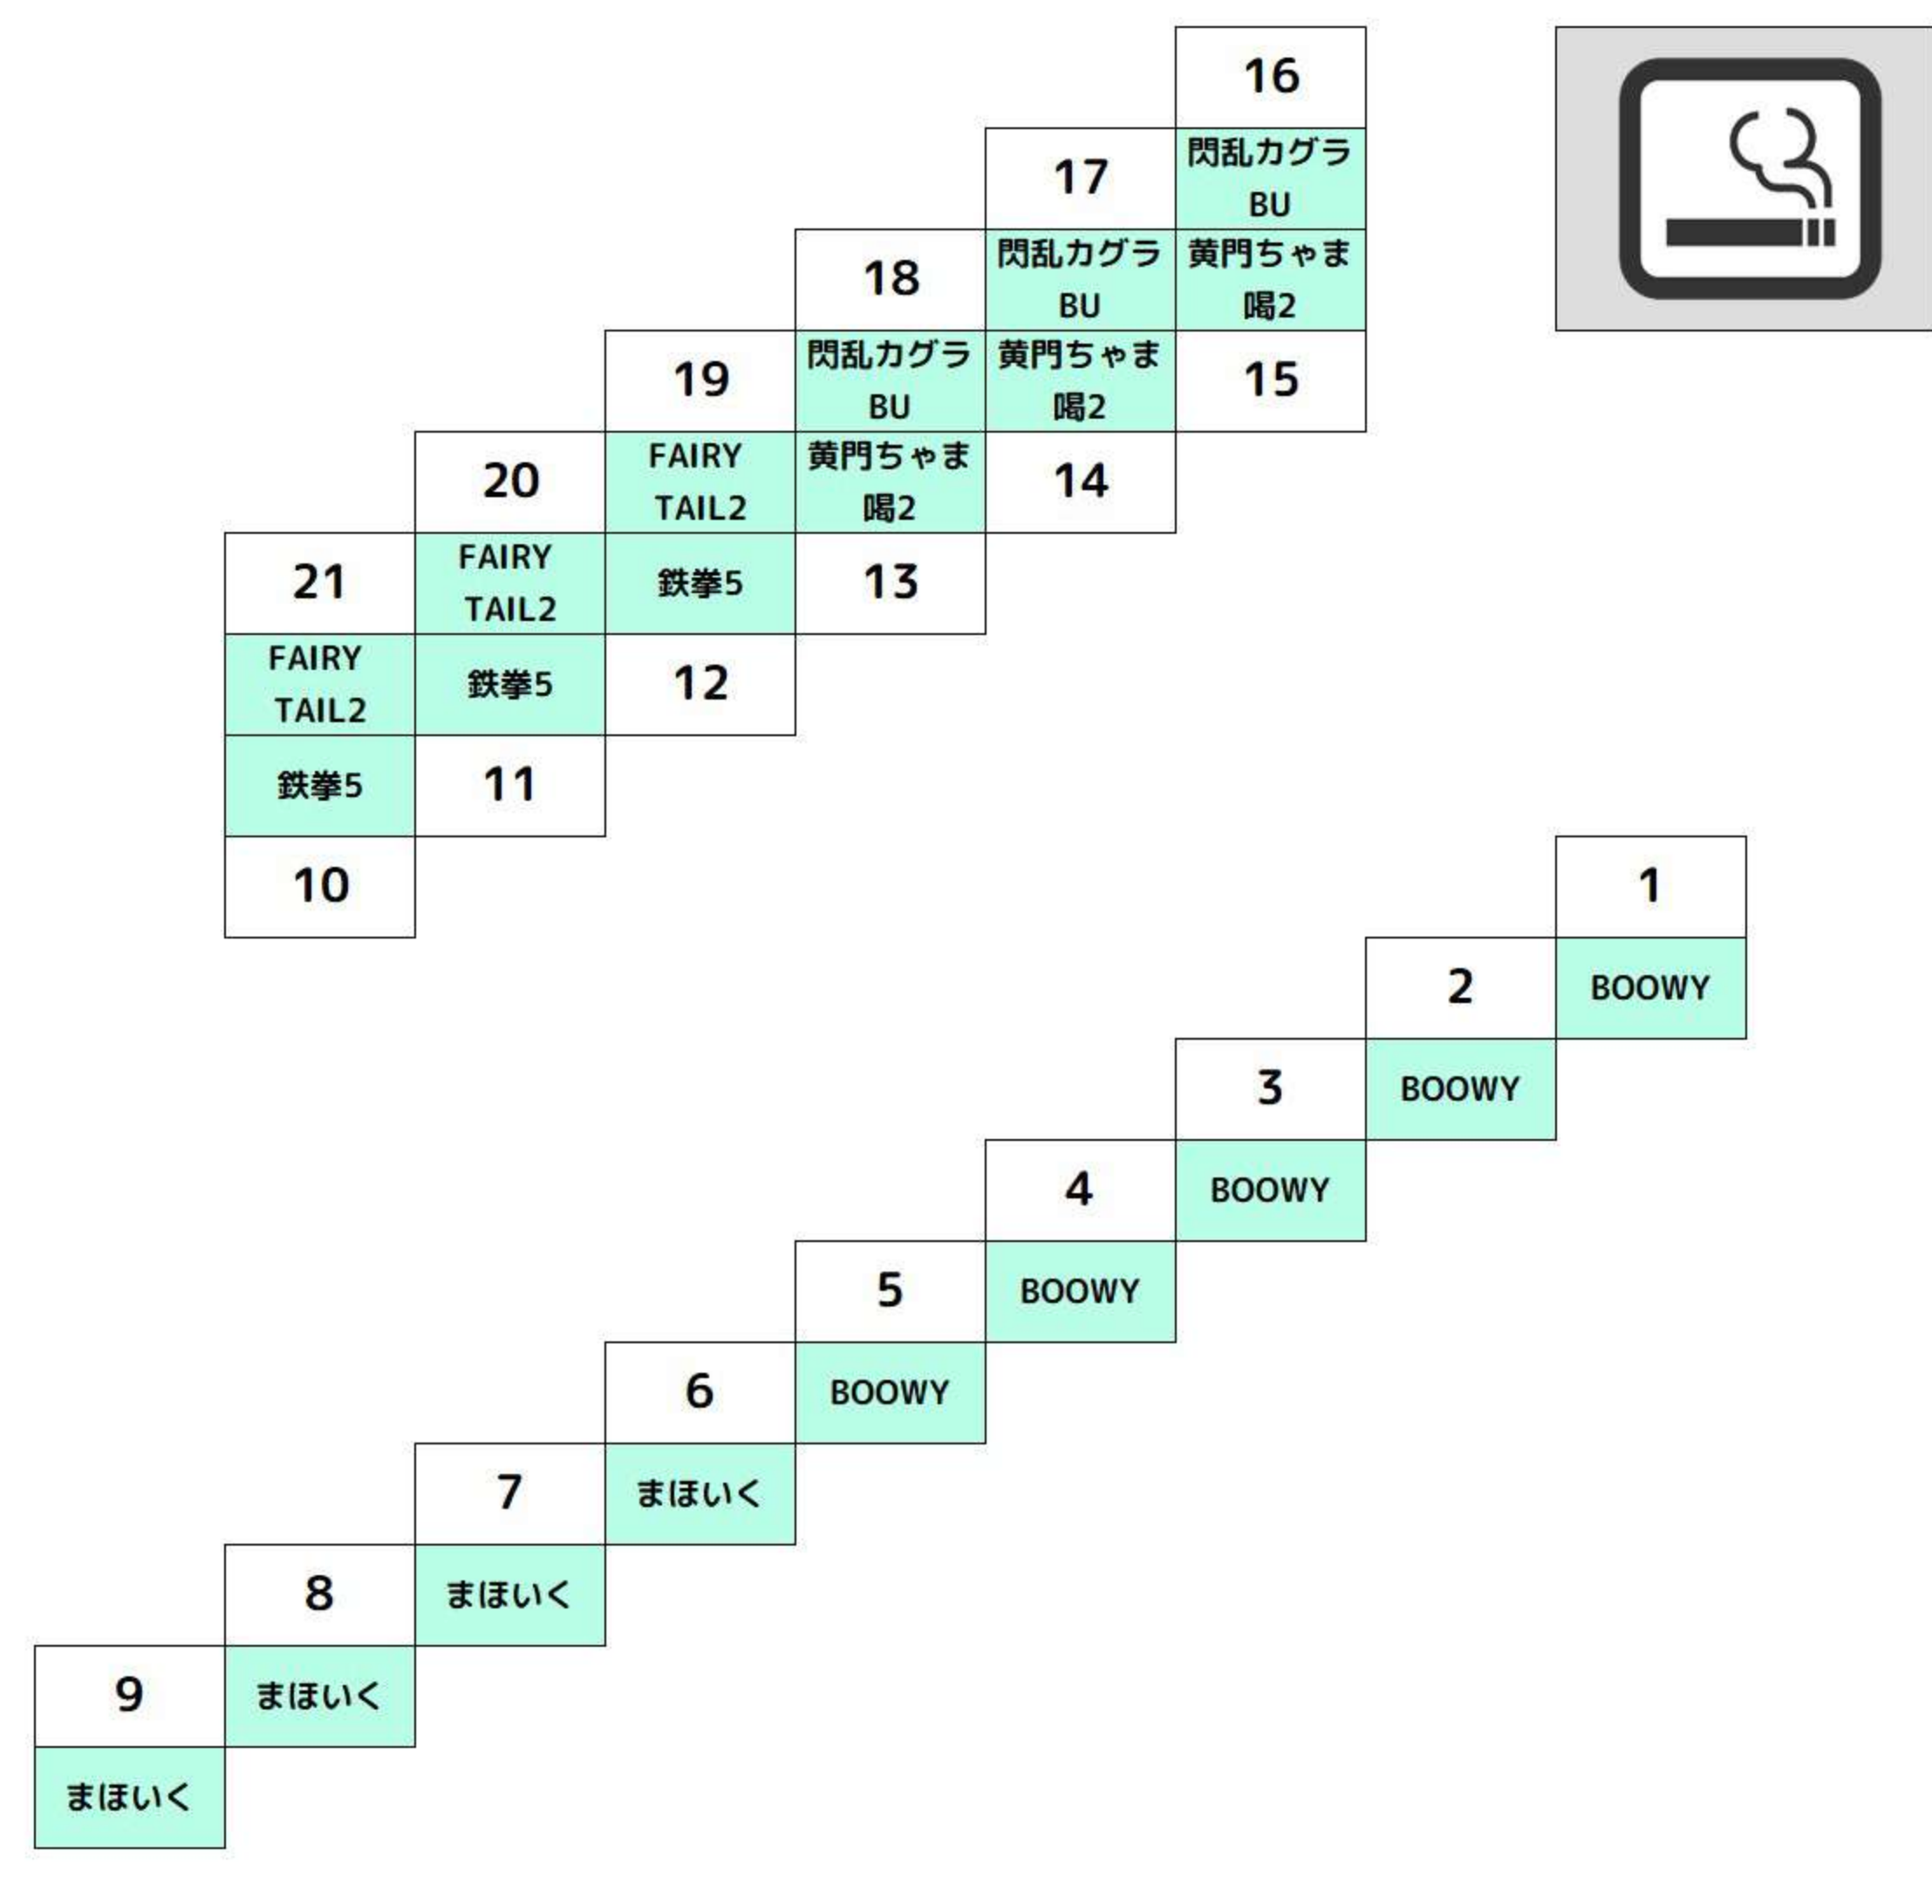 16
17
閃乱カグラ
BU
18
閃乱カグラ
BU
黄門ちゃま
喝2
19
閃乱カグラ
BU
黄門ちゃま
喝2
15
20
FAIRY
TAIL2
黄門ちゃま
喝2
14
21
FAIRY
TAIL2
鉄拳5
13
FAIRY
TAIL2
鉄拳5
12
鉄拳5
11
10
1
2
BOOWY
3
BOOWY
4
BOOWY
5
BOOWY
6
BOOWY
7
まほいく
8
まほいく
9
まほいく
まほいく